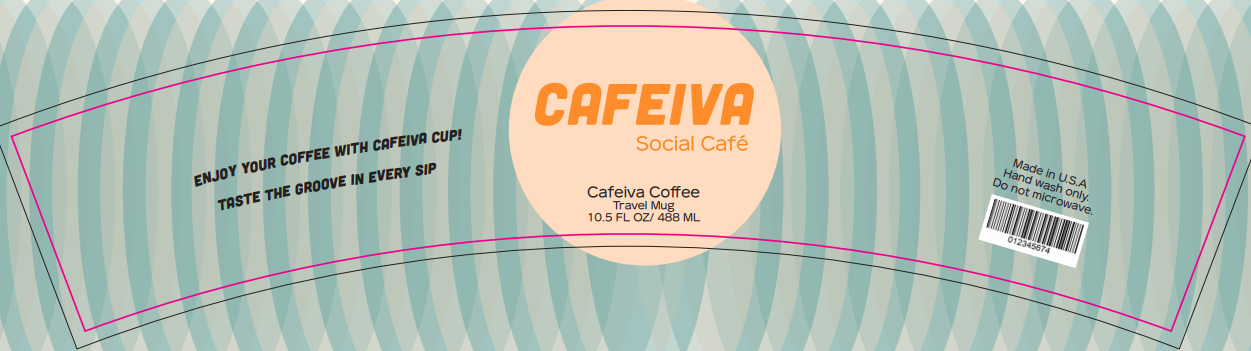 ENJOY YOUR COFFEE WITH CAFEIVA CUP!
TASTE THE GROOVE IN EVERY SIP
CAFEIVA
Social Café
Cafeiva Coffee
Travel Mug
10.5 FL OZ/ 488 ML
Made in U.S.A
Hand wash only.
Do not microwave.
012345674